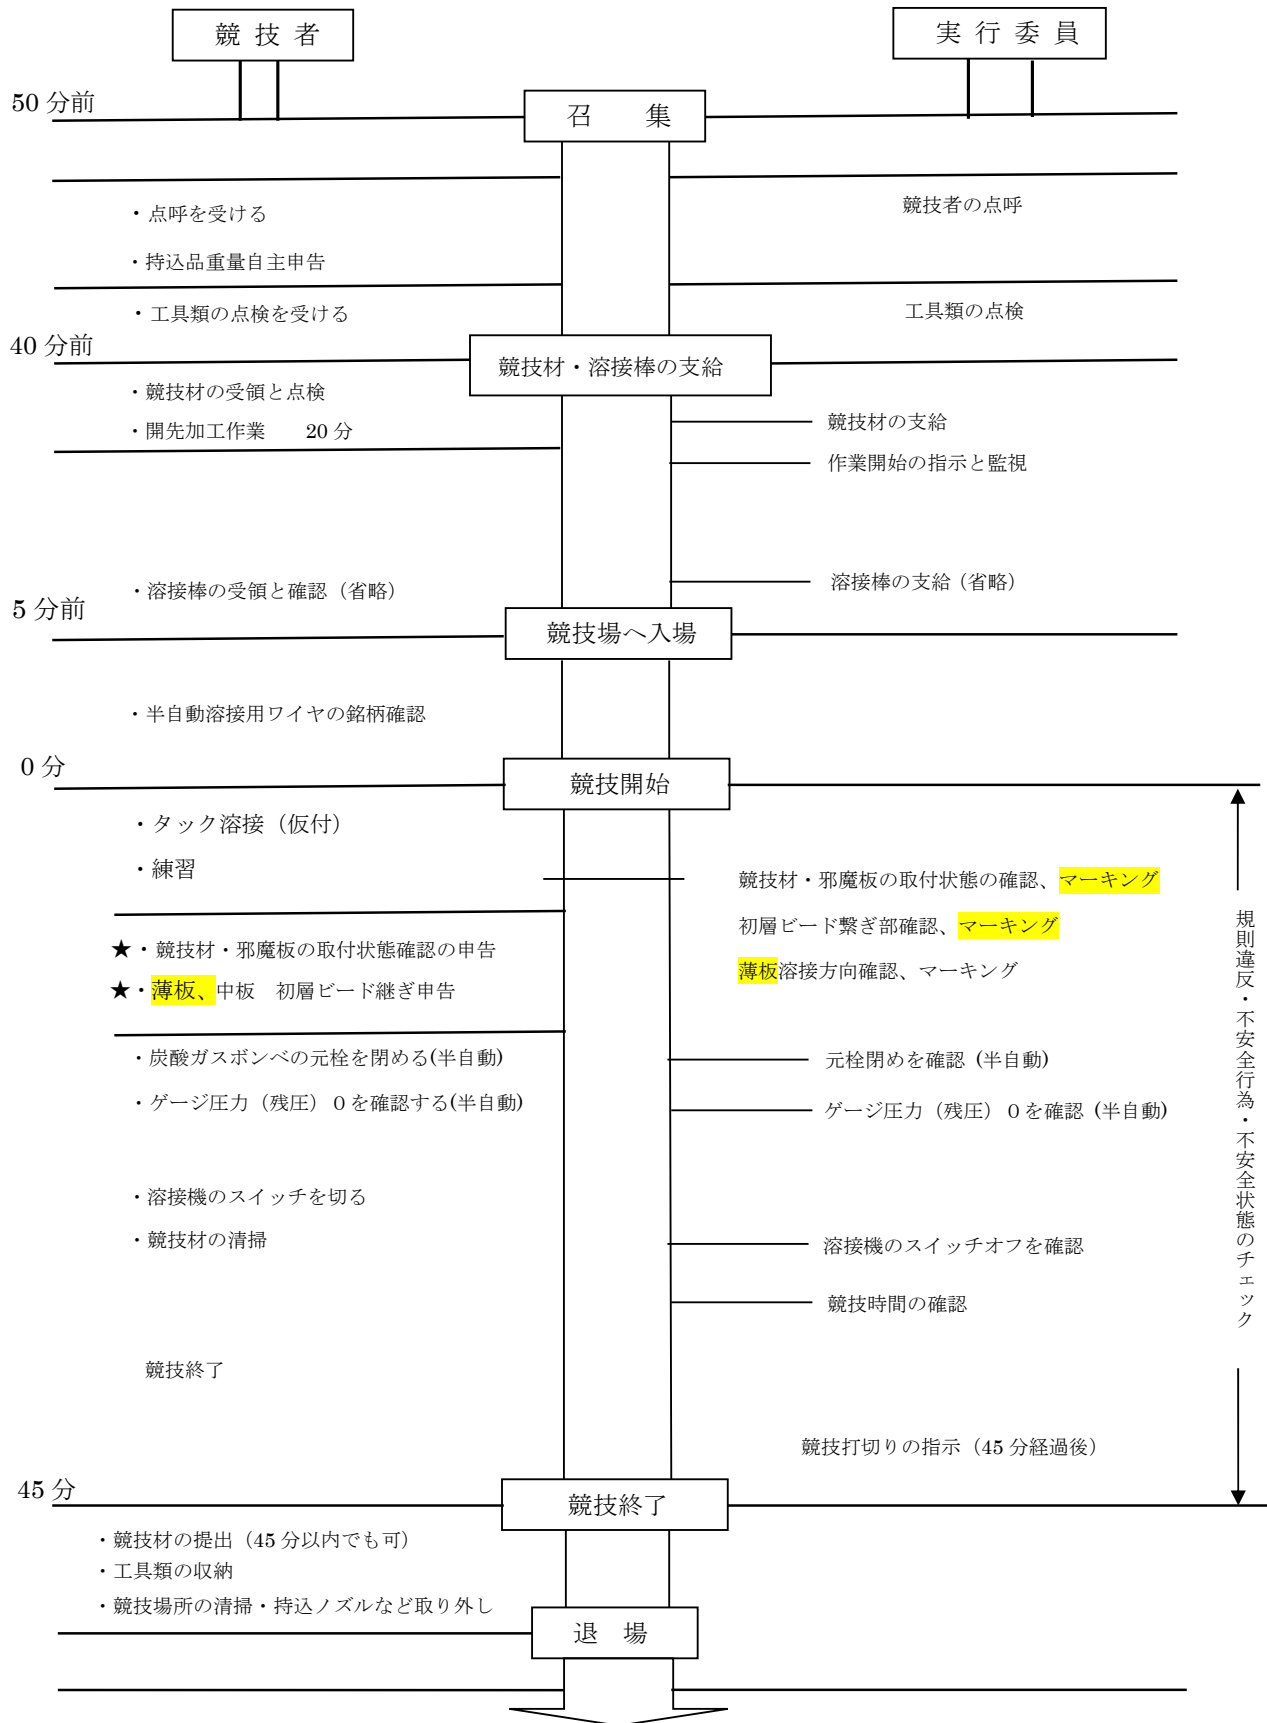 競 技 者
実 行 委 員
50 分前
召 集
・点呼を受ける
競技者の点呼
・持込品重量自主申告
・工具類の点検を受ける
工具類の点検
40 分前
競技材・溶接棒の支給
・競技材の受領と点検
・開先加工作業 20 分
競技材の支給
作業開始の指示と監視
・溶接棒の受領と確認（省略）
溶接棒の支給（省略）
5 分前
競技場へ入場
・半自動溶接用ワイヤの銘柄確認
0 分
競技開始
・タック溶接（仮付）
・練習
競技材・邪魔板の取付状態の確認、マーキング
初層ビード繋ぎ部確認、マーキング
薄板溶接方向確認、マーキング
★・競技材・邪魔板の取付状態確認の申告
★・薄板、中板 初層ビード継ぎ申告
・炭酸ガスボンベの元栓を閉める(半自動)
元栓閉めを確認 (半自動)
・ゲージ圧力（残圧）０を確認する(半自動)
ゲージ圧力（残圧）０を確認 (半自動)
・溶接機のスイッチを切る
・競技材の清掃
溶接機のスイッチオフを確認
競技時間の確認
規則違反・不安全行為・不安全状態のチェック
競技終了
競技打切りの指示（45 分経過後）
45 分
競技終了
・競技材の提出（45 分以内でも可）
・工具類の収納
・競技場所の清掃・持込ノズルなど取り外し
退 場